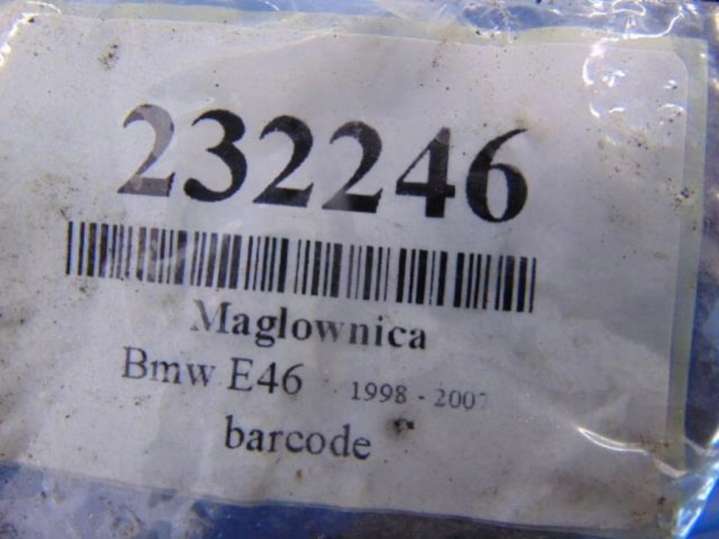 232246
Maglownica
Bmw E46 1998 - 2007
barcode